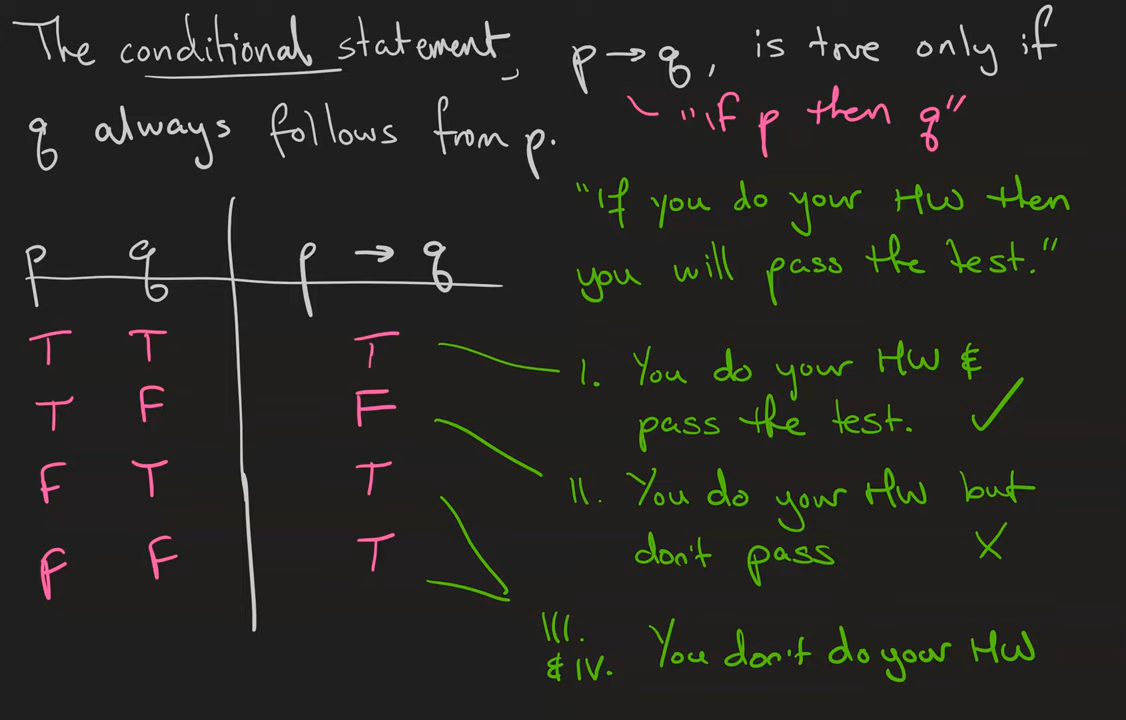 The conditional statement, p → q, is true only if
"if p then q"
q always follows from p.
"If you do your HW then
you will pass the test."
p q p → q
T T T
T F F
F T T
F F T
I. You do your HW &
pass the test. ✓
II. You do your HW but
don't pass ×
III.
& IV. You don't do your HW